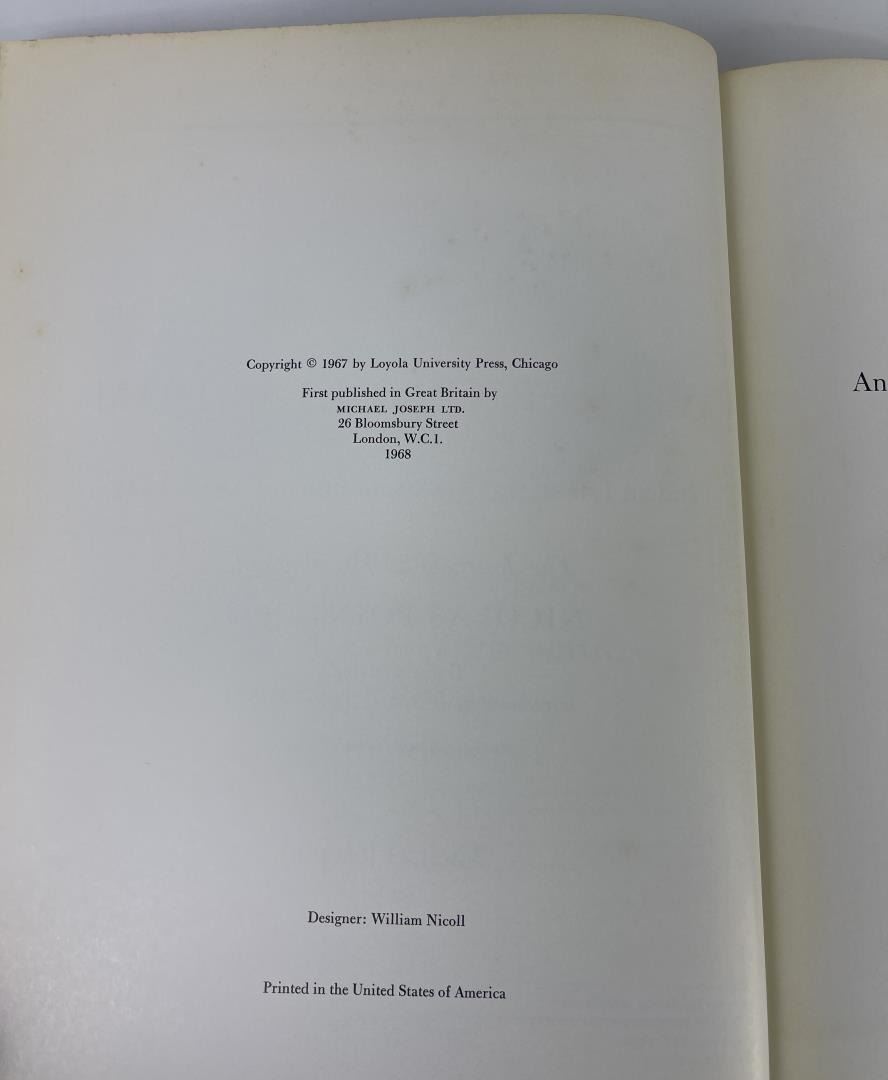 Copyright © 1967 by Loyola University Press, Chicago
First published in Great Britain by
MICHAEL JOSEPH LTD.
26 Bloomsbury Street
London, W.C.I.
1968
Designer: William Nicoll
Printed in the United States of America
An